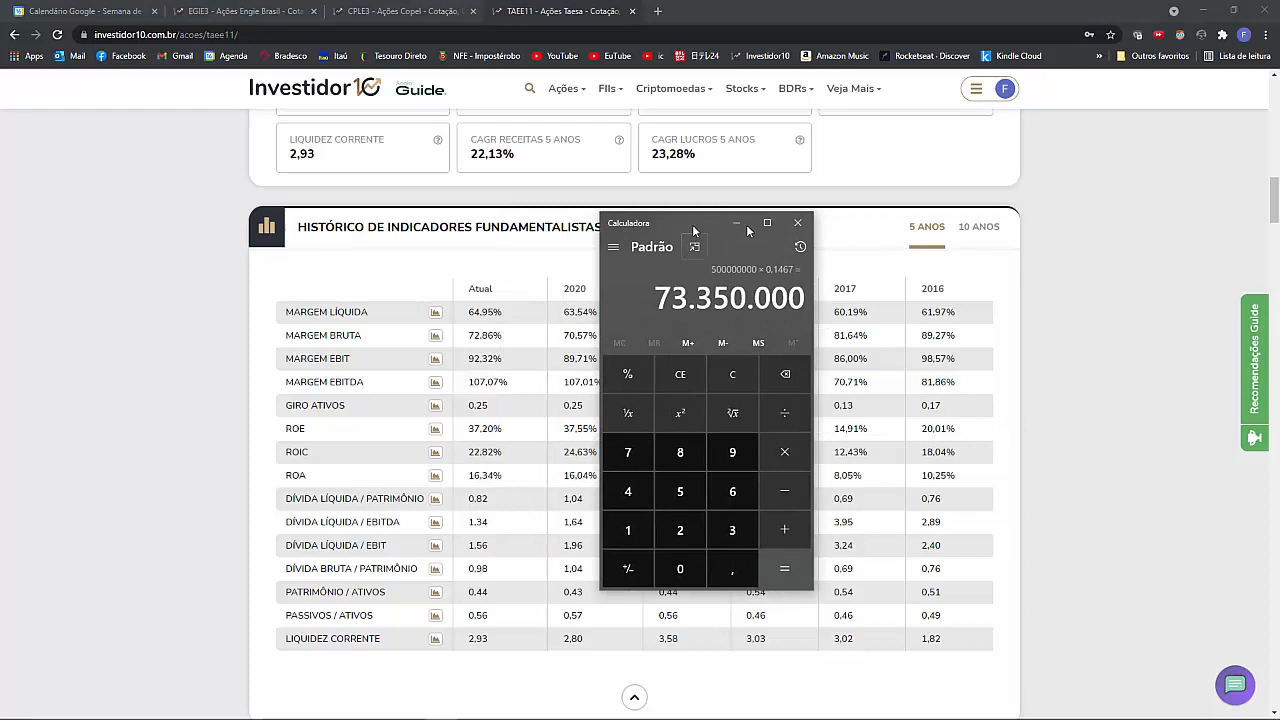 Calendário Google - Semana de
EGIE3 - Ações Engie Brasil - Cota
CPLE3 - Ações Copel - Cotação,
TAEE11 - Ações Taesa - Cotação,
investidor10.com.br/acoes/taee11/
Apps
Mail
Facebook
Gmail
Agenda
Bradesco
Itaú
Tesouro Direto
NFE - Impostérobo
YouTube
EuTube
日テレ24
Investidor10
Amazon Music
Rocketseat - Discover
Kindle Cloud
Outros favoritos
Lista de leitura
Investidor 10
Guide.
Ações
FIIs
Criptomoedas
Stocks
BDRs
Veja Mais
F
LIQUIDEZ CORRENTE
2,93
CAGR RECEITAS 5 ANOS
22,13%
CAGR LUCROS 5 ANOS
23,28%
HISTÓRICO DE INDICADORES FUNDAMENTALISTAS
5 ANOS
10 ANOS
Atual 2020 2017 2016
MARGEM LÍQUIDA 64,95% 63,54% 60,19% 61,97%
MARGEM BRUTA 72,86% 70,57% 81,64% 89,27%
MARGEM EBIT 92,32% 89,71% 86,00% 98,57%
MARGEM EBITDA 107,07% 107,01% 70,71% 81,86%
GIRO ATIVOS 0.25 0.25 0.13 0,17
ROE 37.20% 37,55% 14,91% 20,01%
ROIC 22.82% 24,63% 12,43% 18,04%
ROA 16,34% 16,04% 8,05% 10,25%
DÍVIDA LÍQUIDA / PATRIMÔNIO 0,82 1,04 0,69 0,76
DÍVIDA LÍQUIDA / EBITDA 1.34 1,64 3.95 2,89
DÍVIDA LÍQUIDA / EBIT 1.56 1,96 3,24 2,40
DÍVIDA BRUTA / PATRIMÔNIO 0,98 1,04 0,69 0,76
PATRIMÔNIO / ATIVOS 0,44 0,43 0,44 0,54 0,54 0,51
PASSIVOS / ATIVOS 0,56 0,57 0,56 0.46 0,46 0,49
LIQUIDEZ CORRENTE 2,93 2,80 3,58 3,03 3,02 1,82
Calculadora
Padrão
500000000 × 0,1467 =
73.350.000
MC MR M+ M- MS M˅
% CE C
¹/x x² ²√x ÷
7 8 9 ×
4 5 6 −
1 2 3 +
+/− 0 , =
Recomendações Guide